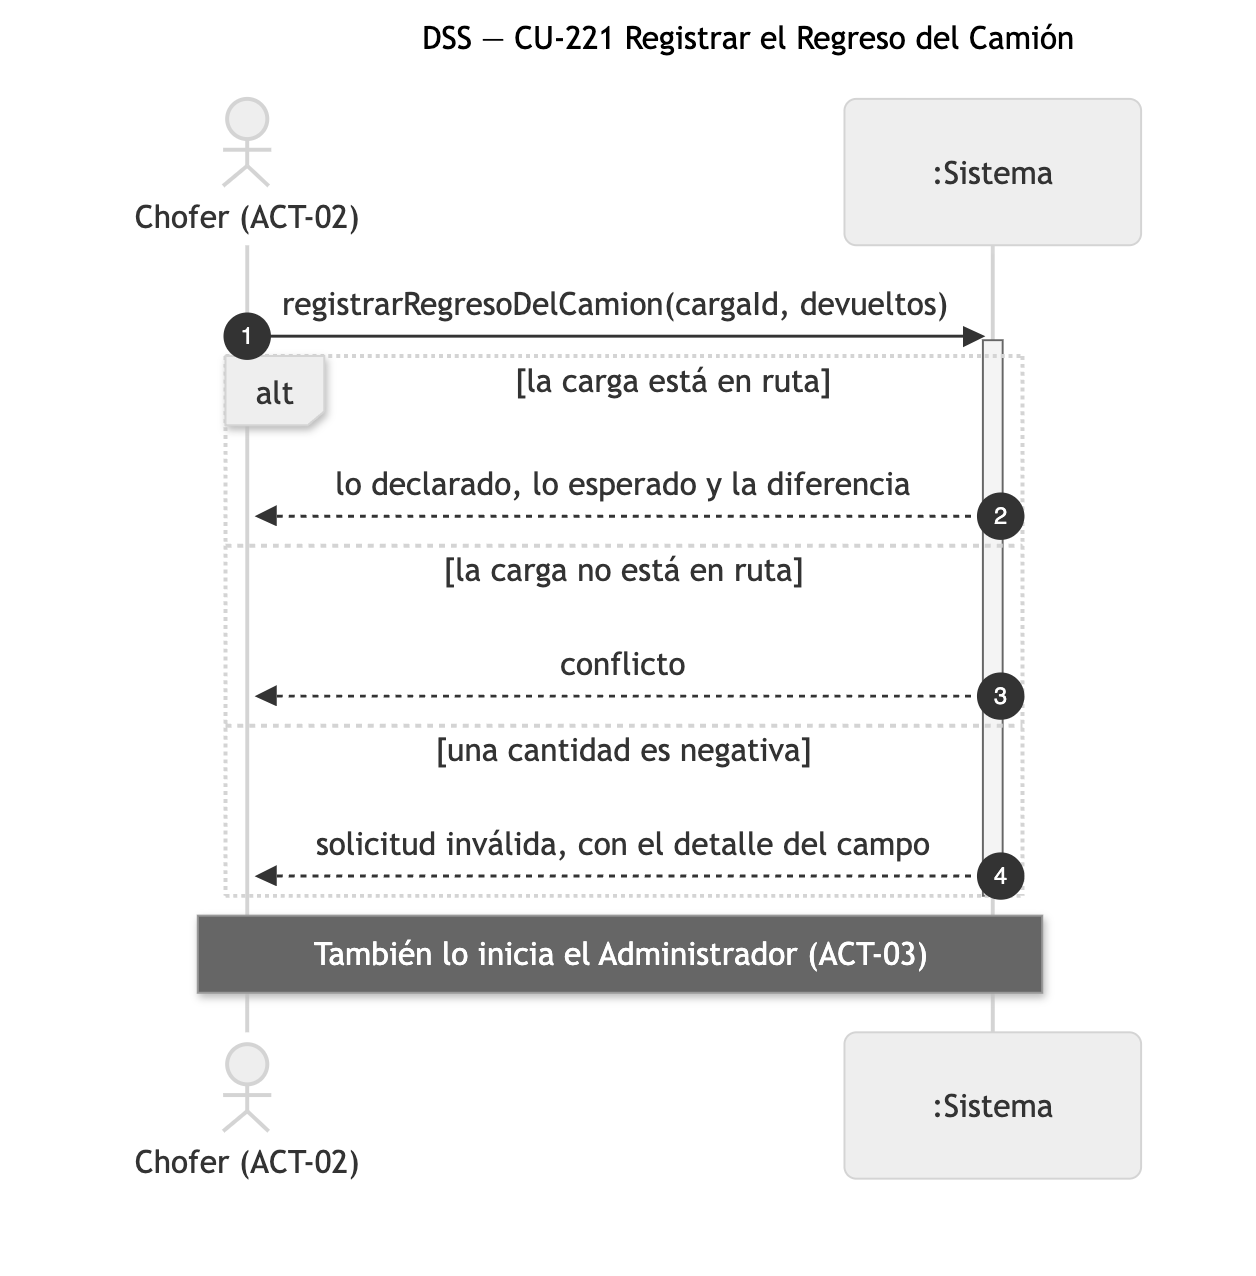 DSS — CU-221 Registrar el Regreso del Camión
Chofer (ACT-02)
:Sistema
registrarRegresoDelCamion(cargaId, devueltos)
1
alt
[la carga está en ruta]
lo declarado, lo esperado y la diferencia
2
[la carga no está en ruta]
conflicto
3
[una cantidad es negativa]
solicitud inválida, con el detalle del campo
4
También lo inicia el Administrador (ACT-03)
Chofer (ACT-02)
:Sistema